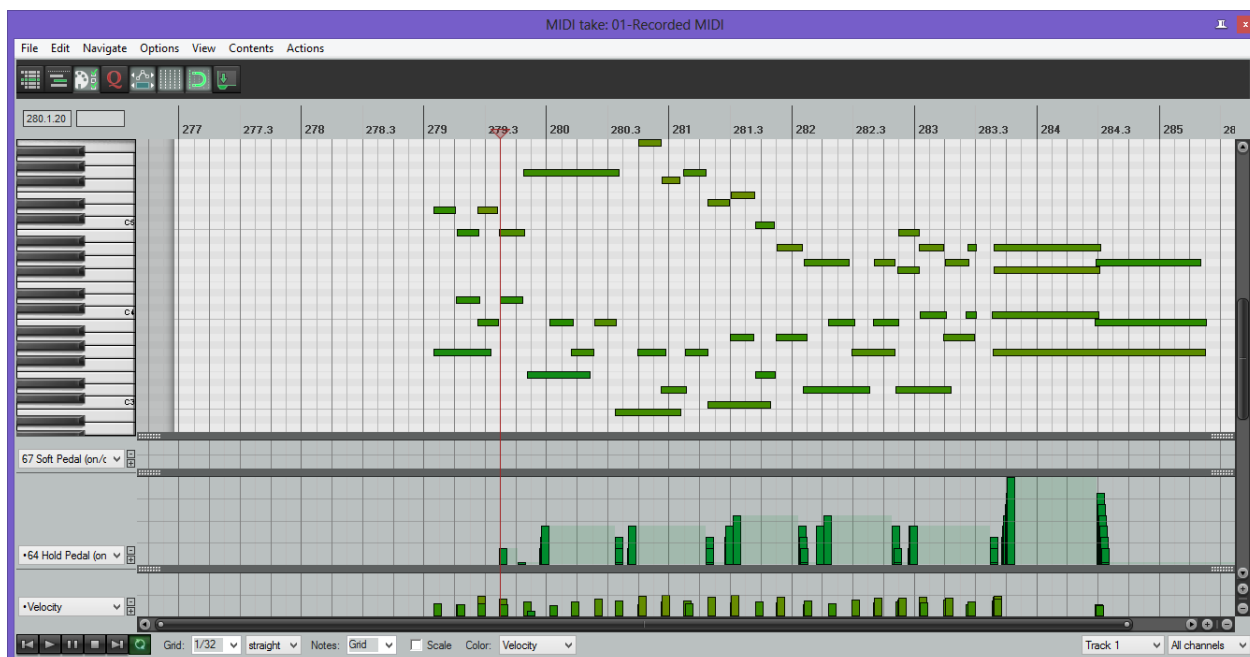 MIDI take: 01-Recorded MIDI
File Edit Navigate Options View Contents Actions
Q
280.1.20
277 277.3 278 278.3 279 279.3 280 280.3 281 281.3 282 282.3 283 283.3 284 284.3 285 28
C5
C4
C3
67 Soft Pedal (on/c
•64 Hold Pedal (on
•Velocity
Grid: 1/32 straight Notes: Grid Scale Color: Velocity Track 1 All channels